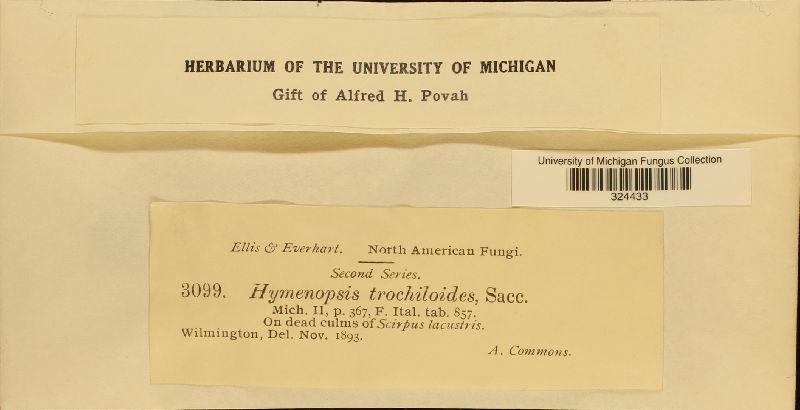 HERBARIUM OF THE UNIVERSITY OF MICHIGAN
Gift of Alfred H. Povah
University of Michigan Fungus Collection
324433
Ellis & Everhart. North American Fungi.
Second Series.
3099. Hymenopsis trochiloides, Sacc.
Mich. II, p. 367, F. Ital. tab. 857.
On dead culms of Scirpus lacustris.
Wilmington, Del. Nov. 1893.
A. Commons.